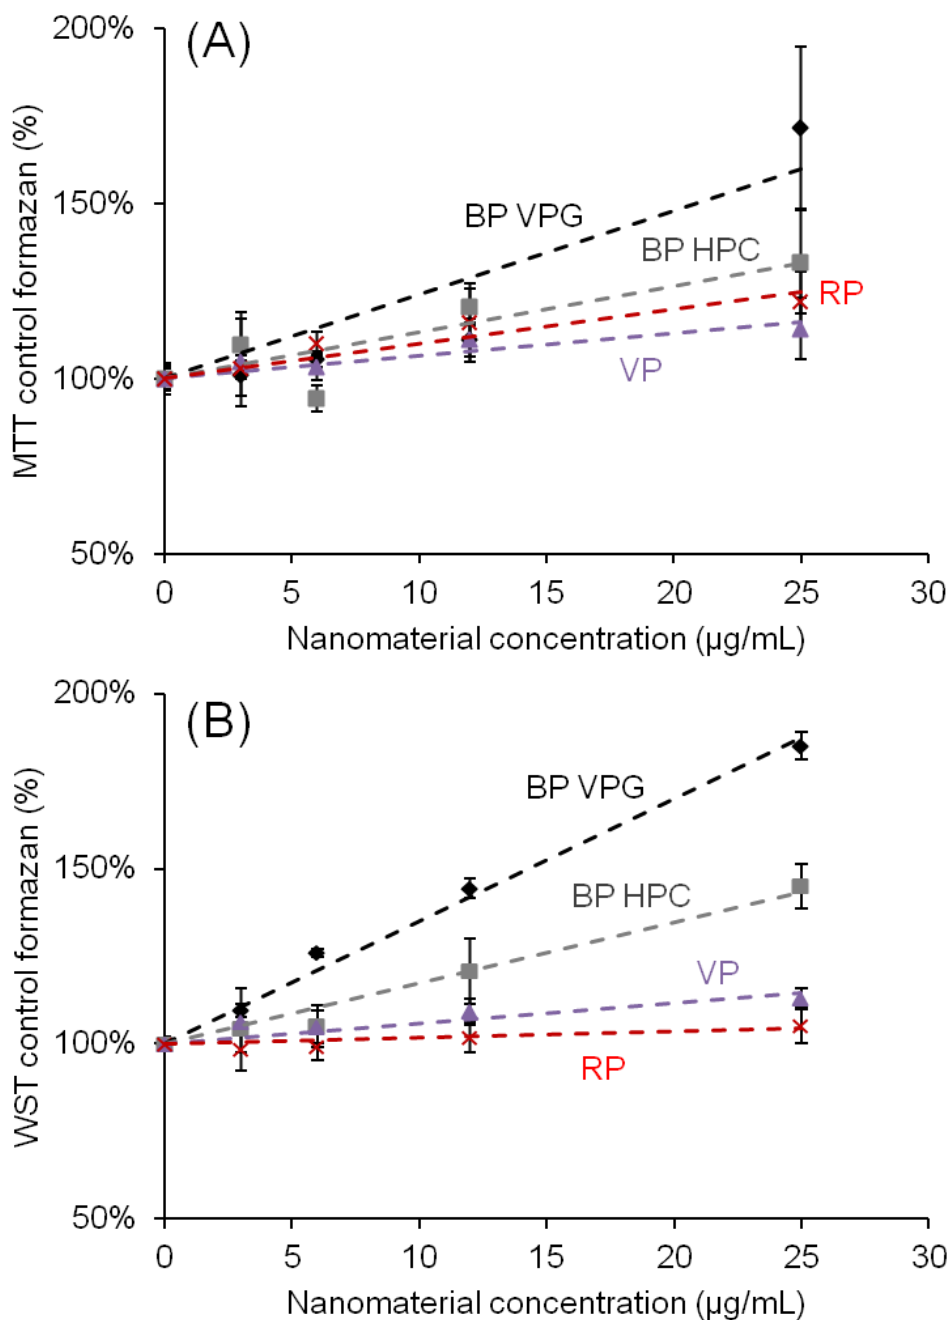 200%
(A)
MTT control formazan (%)
BP VPG
150%
BP HPC
RP
100%
VP
50%
0 5 10 15 20 25 30
Nanomaterial concentration (µg/mL)
200%
(B)
WST control formazan (%)
BP VPG
150%
BP HPC
VP
100%
RP
50%
0 5 10 15 20 25 30
Nanomaterial concentration (µg/mL)